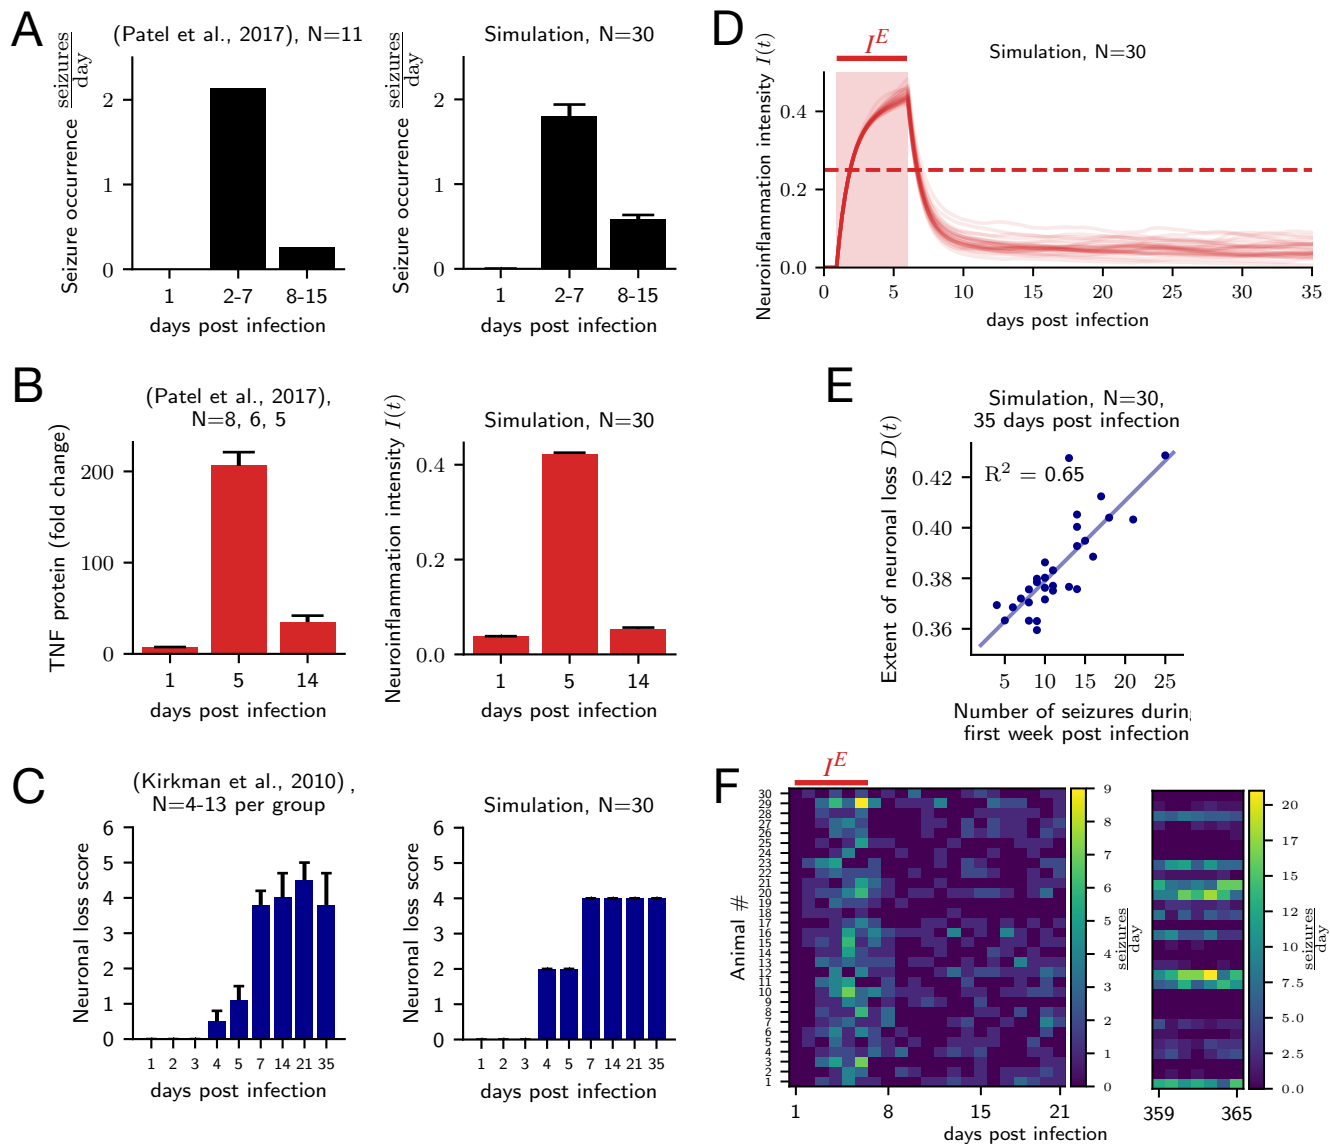 A
(Patel et al., 2017), N=11
Seizure occurrence seizures/day
2
1
0
1 2-7 8-15
days post infection
Simulation, N=30
Seizure occurrence seizures/day
2
1
0
1 2-7 8-15
days post infection
D
I^E
Simulation, N=30
Neuroinflammation intensity I(t)
0.4
0.2
0.0
0 5 10 15 20 25 30 35
days post infection
B
(Patel et al., 2017),
N=8, 6, 5
TNF protein (fold change)
200
100
0
1 5 14
days post infection
Simulation, N=30
Neuroinflammation intensity I(t)
0.4
0.2
0.0
1 5 14
days post infection
E
Simulation, N=30,
35 days post infection
R² = 0.65
Extent of neuronal loss D(t)
0.42
0.40
0.38
0.36
5 10 15 20 25
Number of seizures during
first week post infection
C
(Kirkman et al., 2010),
N=4-13 per group
Neuronal loss score
6
5
4
3
2
1
0
1 2 3 4 5 7 14 21 35
days post infection
Simulation, N=30
Neuronal loss score
6
5
4
3
2
1
0
1 2 3 4 5 7 14 21 35
days post infection
F
I^E
Animal #
30
29
28
27
26
25
24
23
22
21
20
19
18
17
16
15
14
13
12
11
10
9
8
7
6
5
4
3
2
1
1 8 15 21
days post infection
9
8
7
6
5
4
3
2
1
0
seizures/day
359 365
20
17.5
15.0
12.5
10.0
7.5
5.0
2.5
0.0
seizures/day